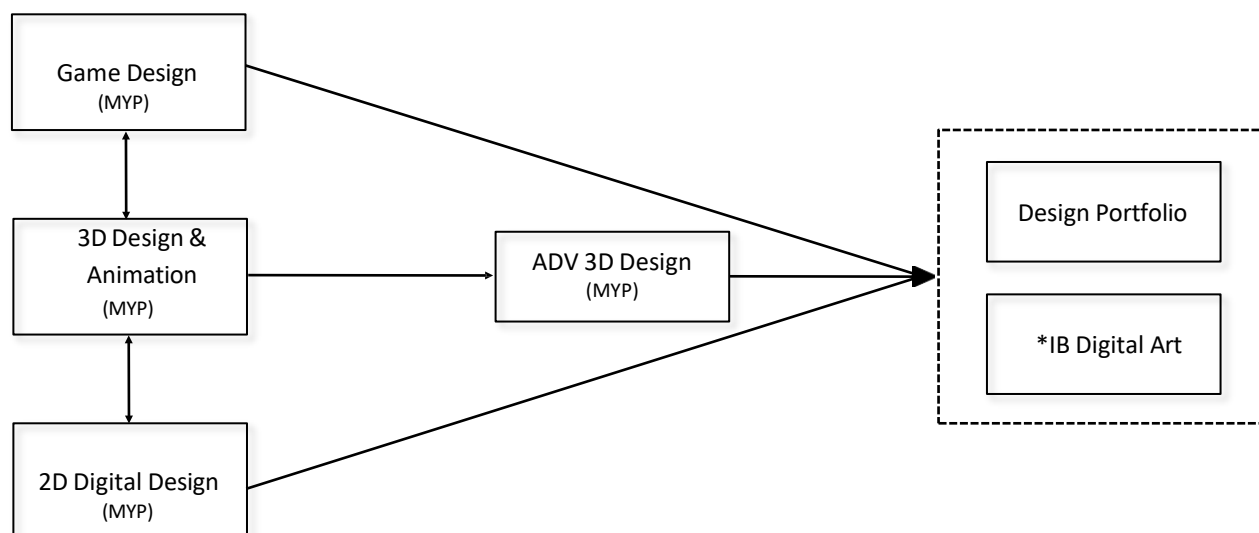 Game Design
(MYP)
3D Design &
Animation
(MYP)
2D Digital Design
(MYP)
ADV 3D Design
(MYP)
Design Portfolio
*IB Digital Art